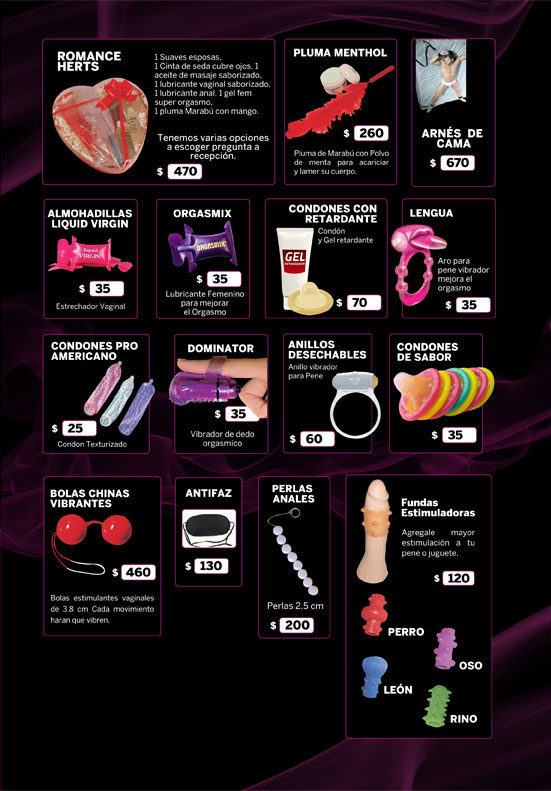 ROMANCE
HERTS
1 Suaves esposas,
1 Cinta de seda cubre ojos, 1
aceite de masaje saborizado,
1 lubricante vaginal saborizado,
1 lubricante anal. 1 gel fem
super orgasmo,
1 pluma Marabú con mango.
Tenemos varias opciones
a escoger pregunta a
recepción.
$ 470
PLUMA MENTHOL
$ 260
Pluma de Marabú con Polvo
de menta para acariciar
y lamer su cuerpo.
ARNÉS DE
CAMA
$ 670
ALMOHADILLAS
LIQUID VIRGIN
Liquid
VIRGIN
$ 35
Estrechador Vaginal
ORGASMIX
ORGASMIX
$ 35
Lubricante Femenino
para mejorar
el Orgasmo
CONDONES CON
RETARDANTE
Condón
y Gel retardante
GEL
RETARDADOR
$ 70
LENGUA
Aro para
pene vibrador
mejora el
orgasmo
$ 35
CONDONES PRO
AMERICANO
$ 25
Condon Texturizado
DOMINATOR
$ 35
Vibrador de dedo
orgasmico
ANILLOS
DESECHABLES
Anillo vibrador
para Pene
$ 60
CONDONES
DE SABOR
$ 35
BOLAS CHINAS
VIBRANTES
$ 460
Bolas estimulantes vaginales
de 3.8 cm Cada movimiento
haran que vibren.
ANTIFAZ
$ 130
PERLAS
ANALES
Perlas 2.5 cm
$ 200
Fundas
Estimuladoras
Agregale mayor
estimulación a tu
pene o juguete.
$ 120
PERRO
OSO
LEÓN
RINO